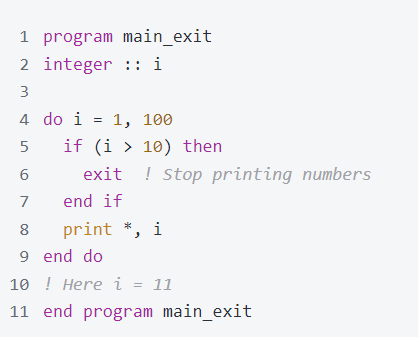 1 program main_exit
2 integer :: i
3
4 do i = 1, 100
5   if (i > 10) then
6     exit  ! Stop printing numbers
7   end if
8   print *, i
9 end do
10 ! Here i = 11
11 end program main_exit